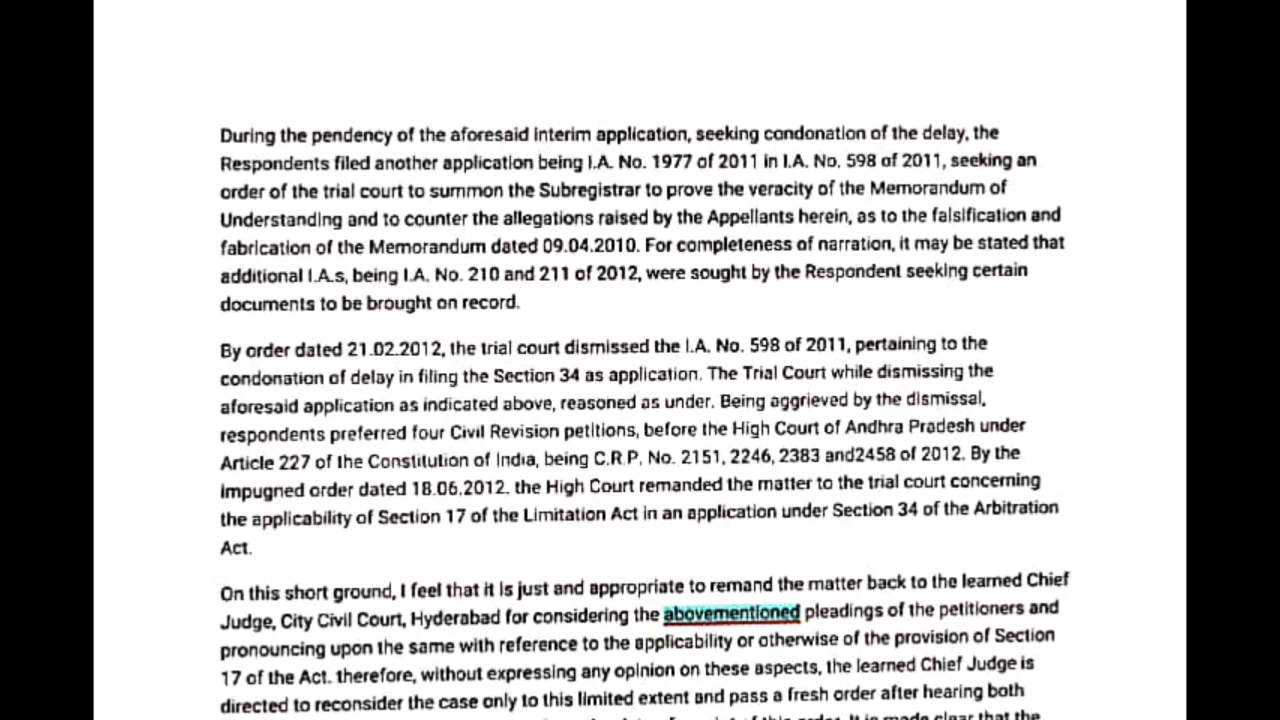 During the pendency of the aforesaid interim application, seeking condonation of the delay, the
Respondents filed another application being I.A. No. 1977 of 2011 in I.A. No. 598 of 2011, seeking an
order of the trial court to summon the Subregistrar to prove the veracity of the Memorandum of
Understanding and to counter the allegations raised by the Appellants herein, as to the falsification and
fabrication of the Memorandum dated 09.04.2010. For completeness of narration, it may be stated that
additional I.A.s, being I.A. No. 210 and 211 of 2012, were sought by the Respondent seeking certain
documents to be brought on record.
By order dated 21.02.2012, the trial court dismissed the I.A. No. 598 of 2011, pertaining to the
condonation of delay in filing the Section 34 as application. The Trial Court while dismissing the
aforesaid application as indicated above, reasoned as under. Being aggrieved by the dismissal,
respondents preferred four Civil Revision petitions, before the High Court of Andhra Pradesh under
Article 227 of the Constitution of India, being C.R.P. No. 2151, 2246, 2383 and2458 of 2012. By the
impugned order dated 18.06.2012. the High Court remanded the matter to the trial court concerning
the applicability of Section 17 of the Limitation Act in an application under Section 34 of the Arbitration
Act.
On this short ground, I feel that it is just and appropriate to remand the matter back to the learned Chief
Judge, City Civil Court, Hyderabad for considering the abovementioned pleadings of the petitioners and
pronouncing upon the same with reference to the applicability or otherwise of the provision of Section
17 of the Act. therefore, without expressing any opinion on these aspects, the learned Chief Judge is
directed to reconsider the case only to this limited extent and pass a fresh order after hearing both
of this order. It is made clear that the